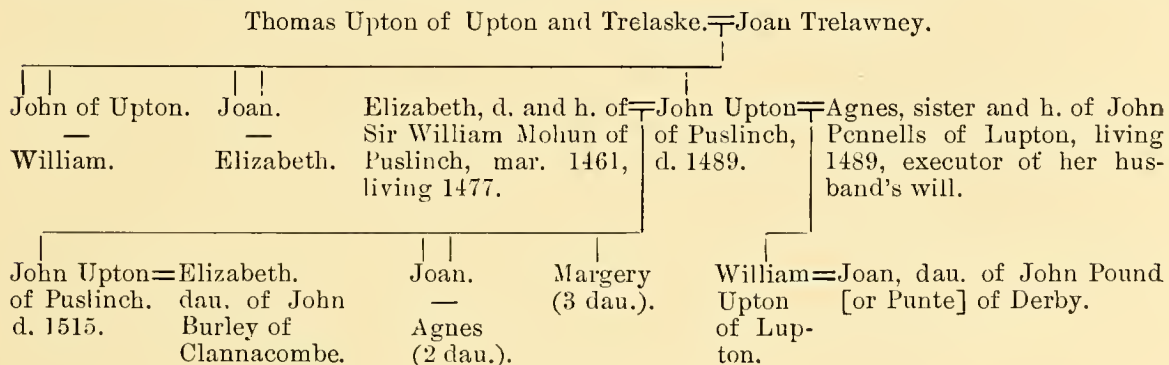 Thomas Upton of Upton and Trelaske.=Joan Trelawney.
John of Upton.
—
William.
Joan.
—
Elizabeth.
Elizabeth, d. and h. of
Sir William Mohun of
Puslinch, mar. 1461,
living 1477.
=John Upton=
of Puslinch,
d. 1489.
Agnes, sister and h. of John
Pennells of Lupton, living
1489, executor of her hus-
band's will.
John Upton=
of Puslinch.
d. 1515.
Elizabeth.
dau. of John
Burley of
Clannacombe.
Joan.
—
Agnes
(2 dau.).
Margery
(3 dau.).
William=
Upton
of Lup-
ton.
Joan, dau. of John Pound
[or Punte] of Derby.